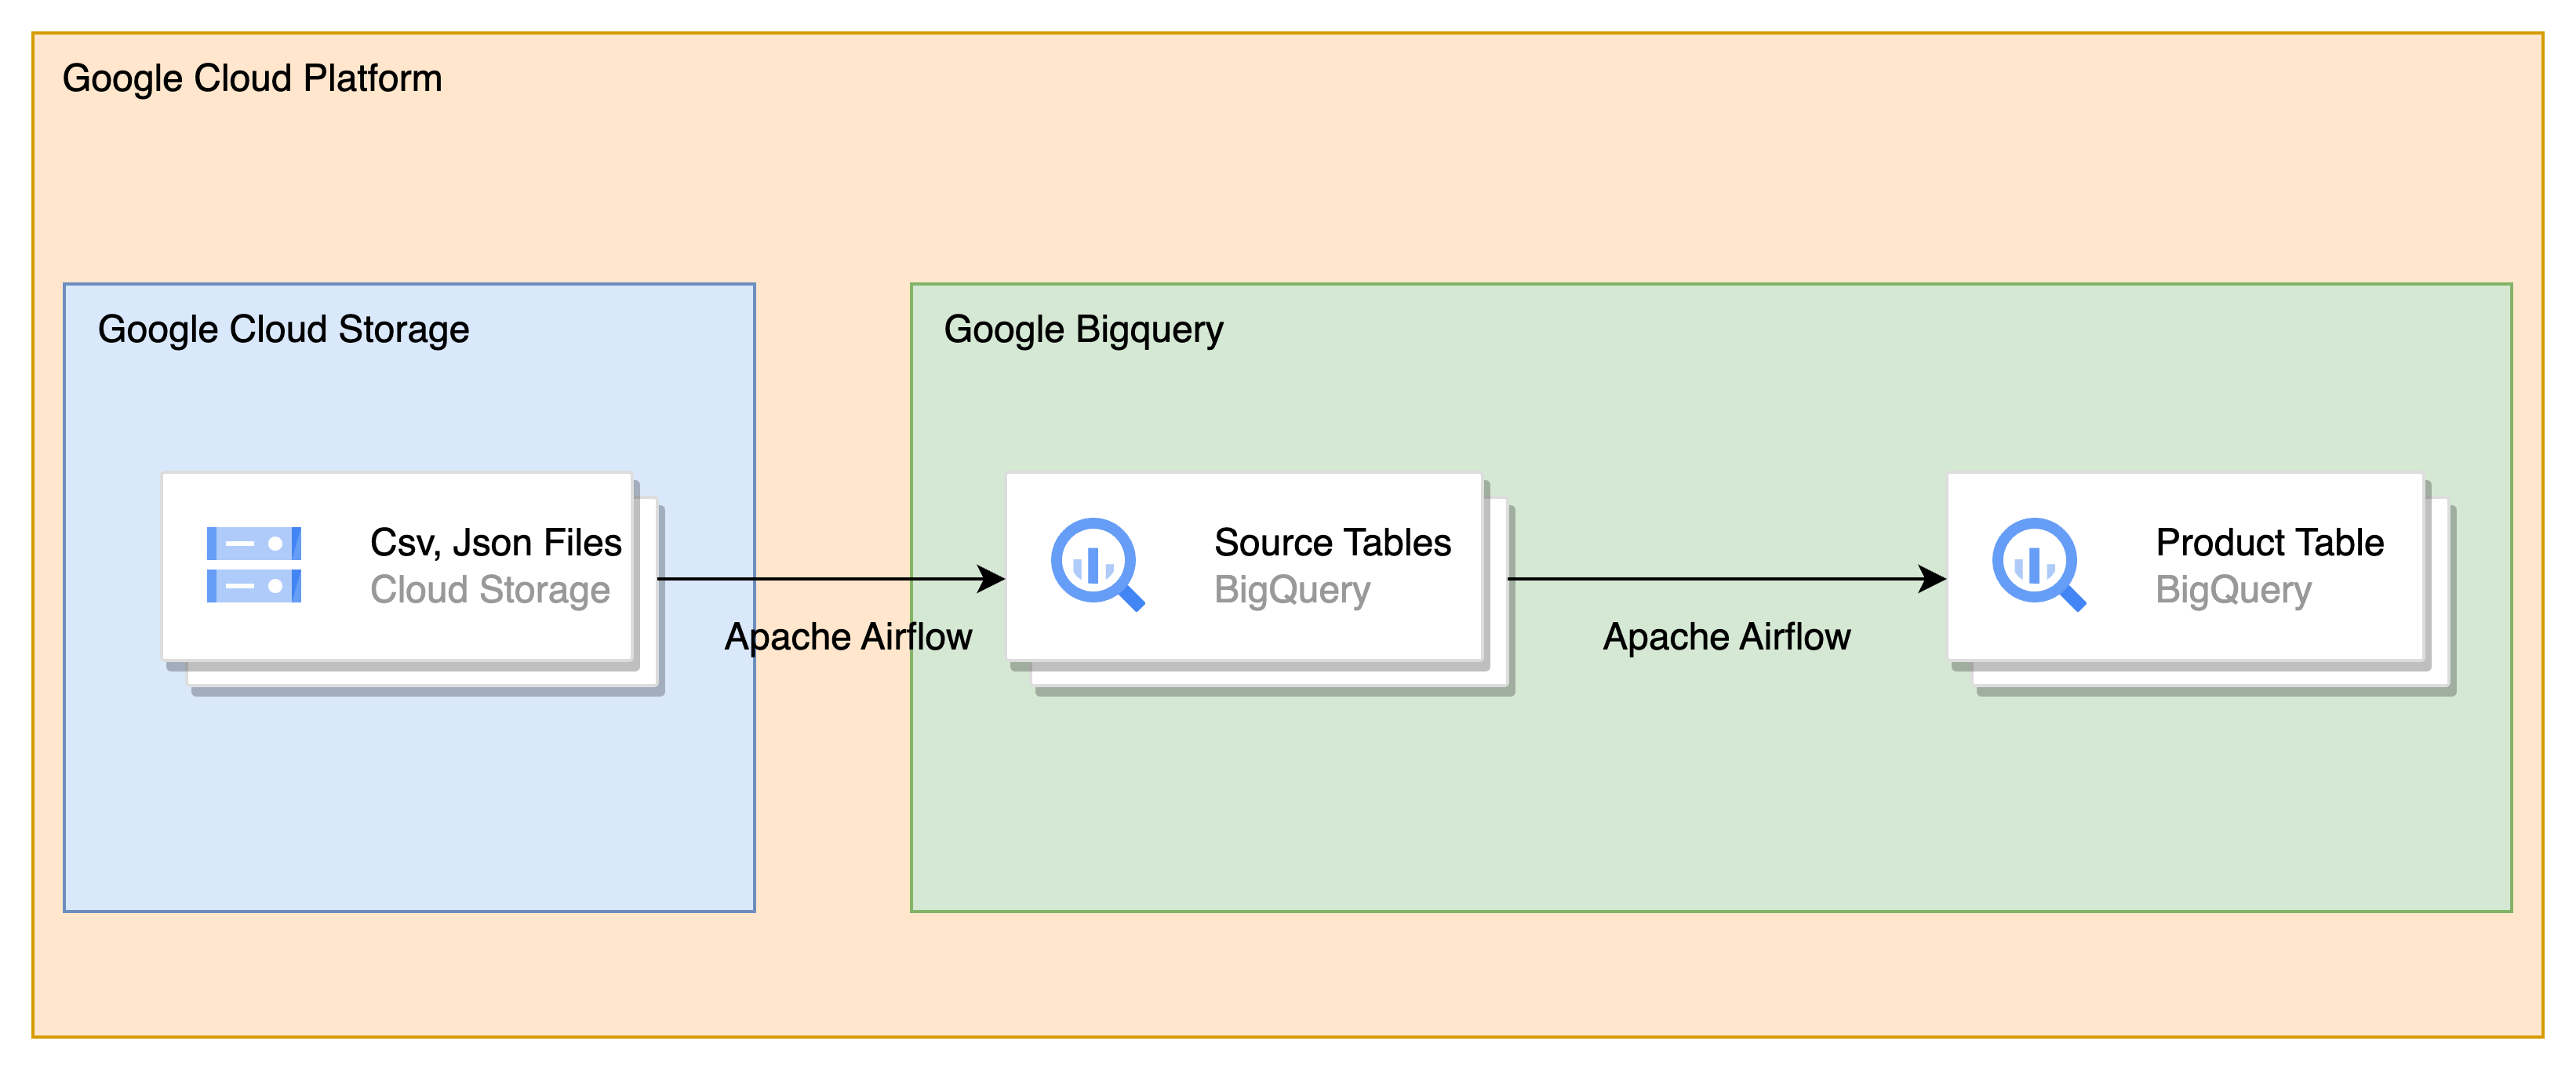 Google Cloud Platform
Google Cloud Storage
Google Bigquery
Csv, Json Files
Cloud Storage
Apache Airflow
Source Tables
BigQuery
Apache Airflow
Product Table
BigQuery